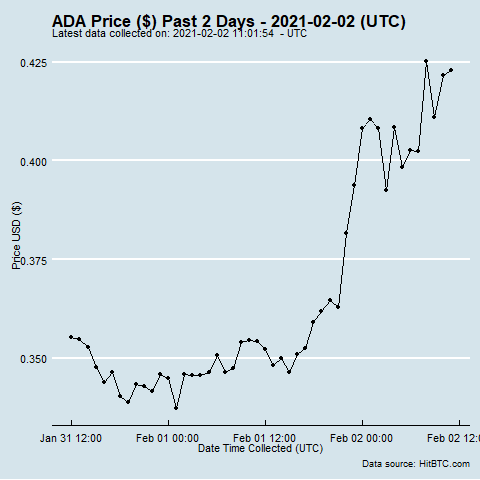 ADA Price ($) Past 2 Days - 2021-02-02 (UTC)
Latest data collected on: 2021-02-02 11:01:54 - UTC
0.425
0.400
0.375
0.350
Price USD ($)
Jan 31 12:00 Feb 01 00:00 Feb 01 12:00 Feb 02 00:00 Feb 02 12:00
Date Time Collected (UTC)
Data source: HitBTC.com